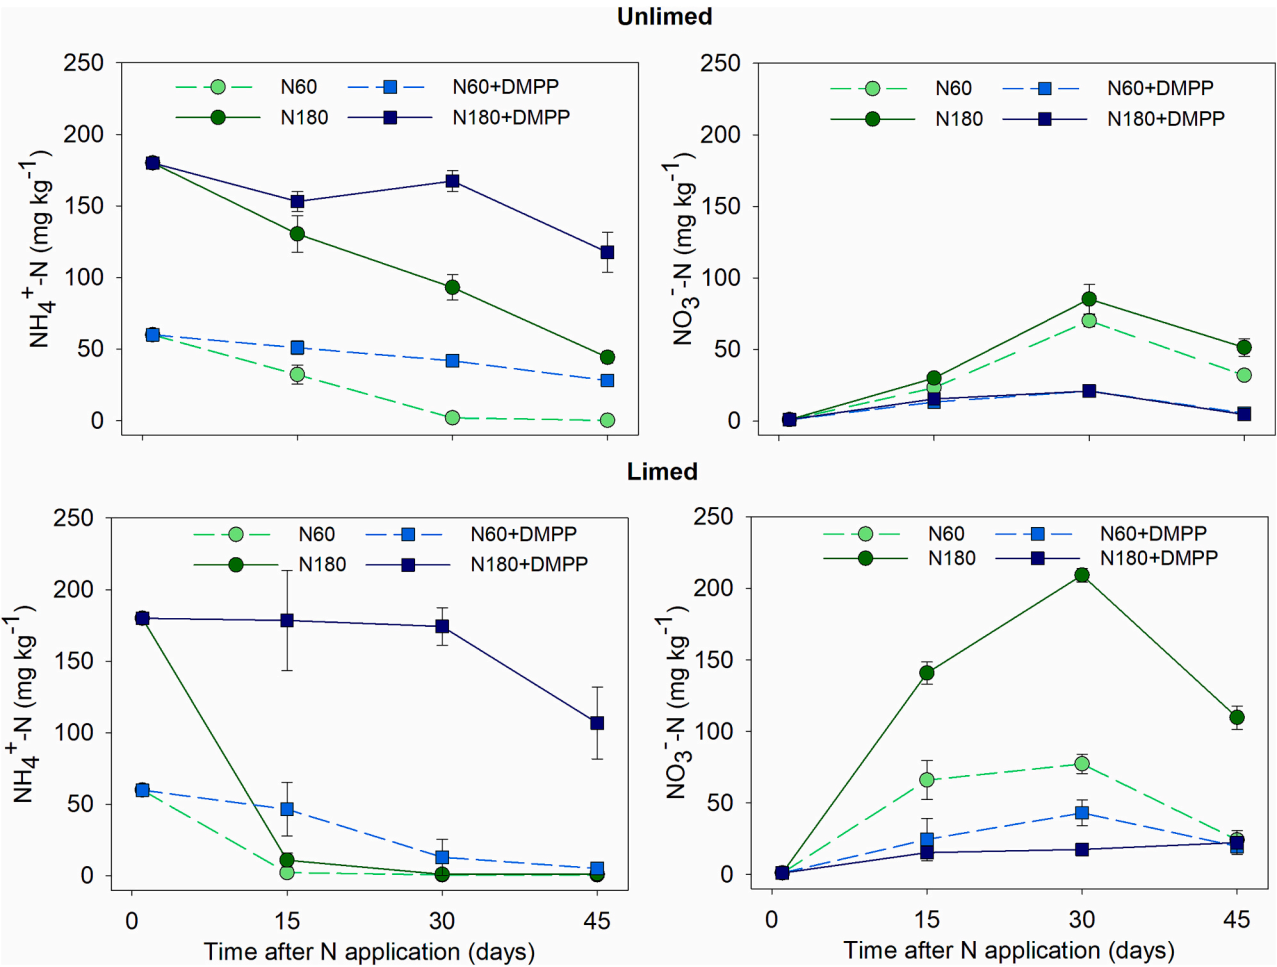 Unlimed
250
200
150
100
50
0
NH4+-N (mg kg-1)
N60
N60+DMPP
N180
N180+DMPP
250
200
150
100
50
0
NO3--N (mg kg-1)
N60
N60+DMPP
N180
N180+DMPP
Limed
250
200
150
100
50
0
NH4+-N (mg kg-1)
N60
N60+DMPP
N180
N180+DMPP
0 15 30 45
Time after N application (days)
250
200
150
100
50
0
NO3--N (mg kg-1)
N60
N60+DMPP
N180
N180+DMPP
0 15 30 45
Time after N application (days)